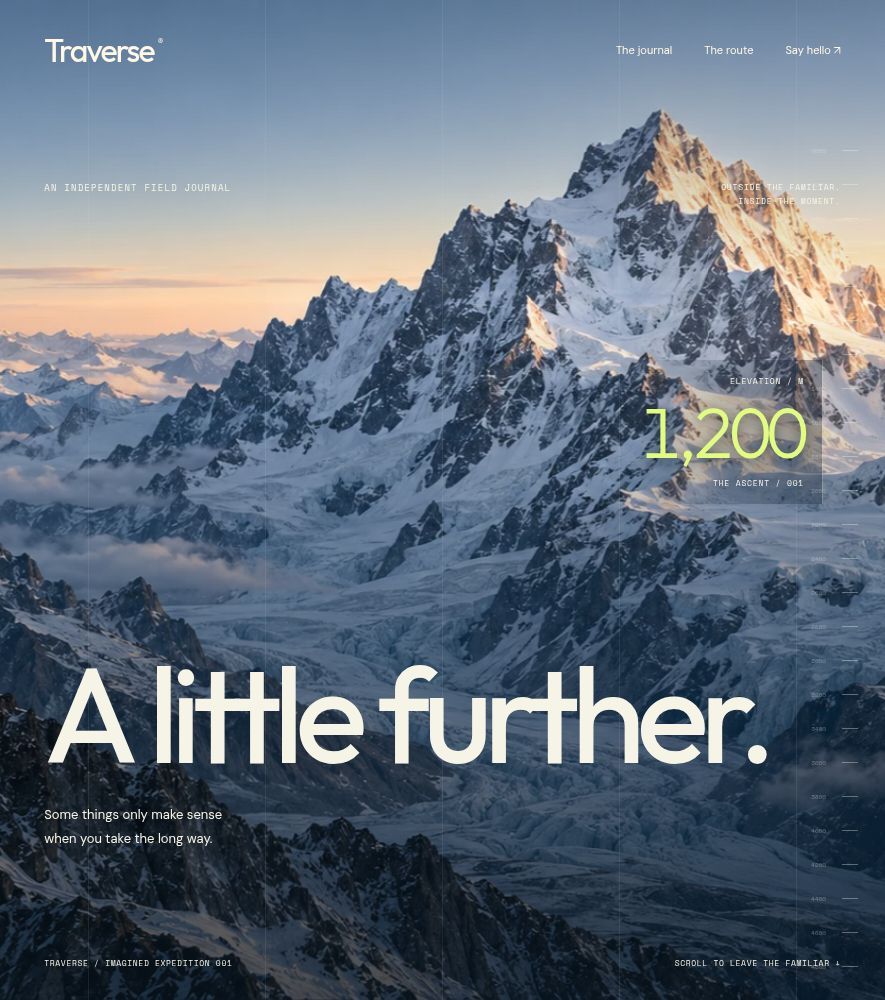 Traverse®
The journal
The route
Say hello ↗
AN INDEPENDENT FIELD JOURNAL
OUTSIDE THE FAMILIAR.
INSIDE THE MOMENT.
ELEVATION / M
1,200
THE ASCENT / 001
A little further.
Some things only make sense
when you take the long way.
TRAVERSE / IMAGINED EXPEDITION 001
SCROLL TO LEAVE THE FAMILIAR ↓